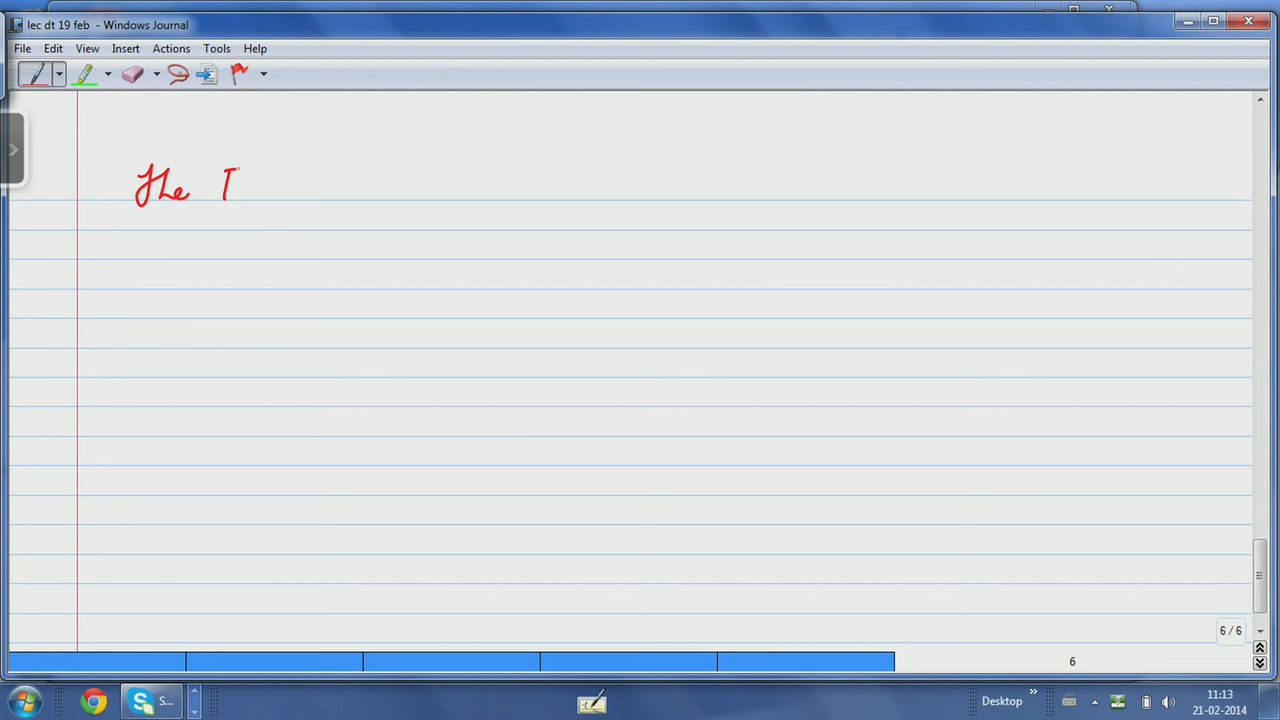 lec dt 19 feb - Windows Journal
File Edit View Insert Actions Tools Help
The
6 / 6
6
S...
Desktop
11:13
21-02-2014